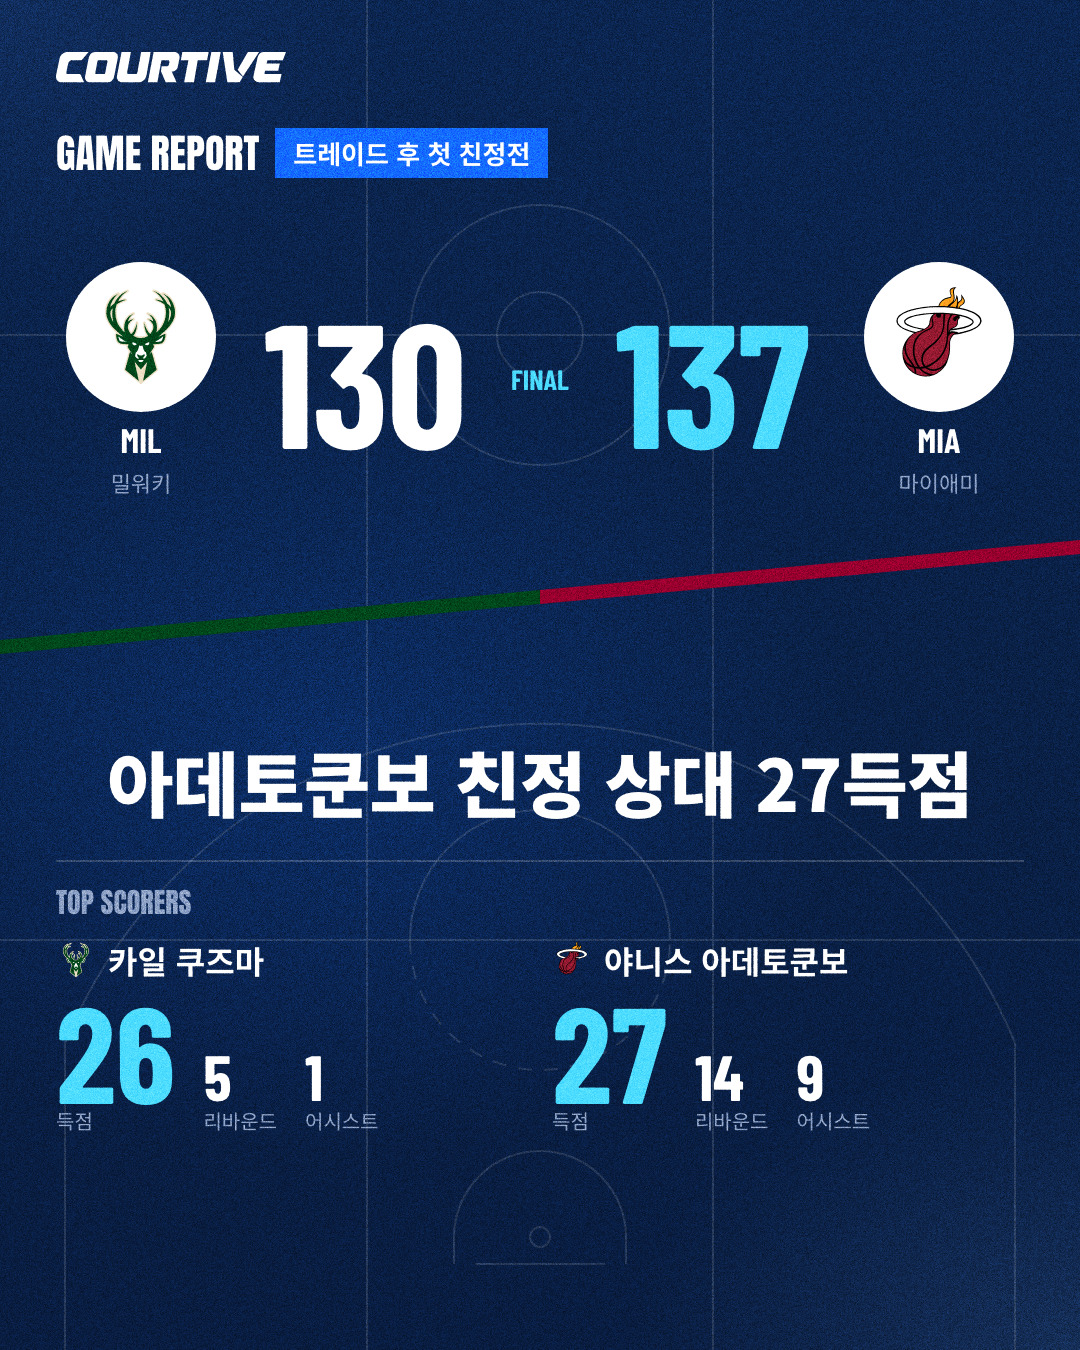 COURTIVE
GAME REPORT 트레이드 후 첫 친정전
130 FINAL 137
MIL MIA
밀워키 마이애미
아데토쿤보 친정 상대 27득점
TOP SCORERS
카일 쿠즈마 야니스 아데토쿤보
26 5 1 27 14 9
득점 리바운드 어시스트 득점 리바운드 어시스트